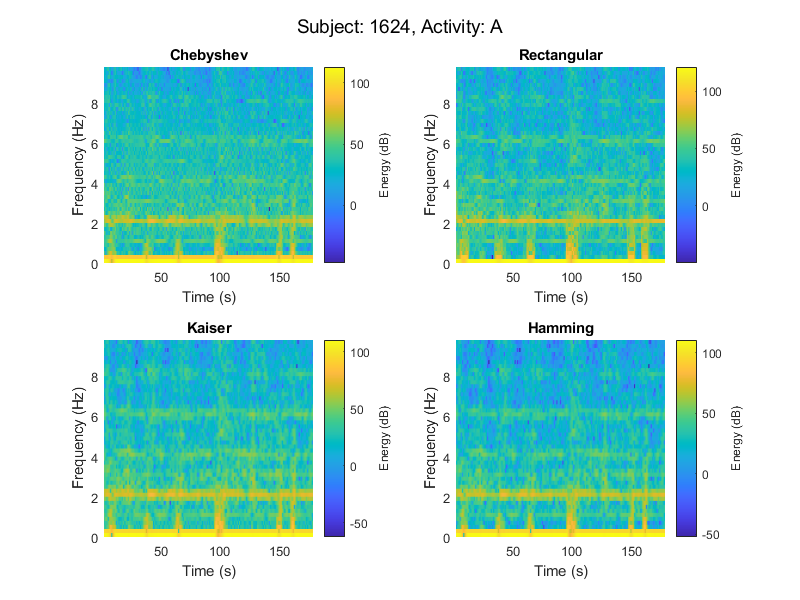 Subject: 1624, Activity: A
Chebyshev
Frequency (Hz)
8
6
4
2
0
50
100
150
Time (s)
100
50
0
Energy (dB)
Rectangular
Frequency (Hz)
8
6
4
2
0
50
100
150
Time (s)
100
50
0
Energy (dB)
Kaiser
Frequency (Hz)
8
6
4
2
0
50
100
150
Time (s)
100
50
0
-50
Energy (dB)
Hamming
Frequency (Hz)
8
6
4
2
0
50
100
150
Time (s)
100
50
0
-50
Energy (dB)